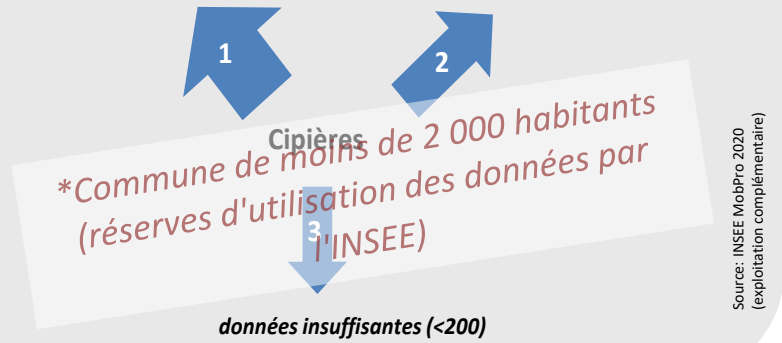 1
2
Cipières
*Commune de moins de 2 000 habitants
(réserves d'utilisation des données par
l'INSEE)
3
données insuffisantes (<200)
Source: INSEE MobPro 2020
(exploitation complémentaire)